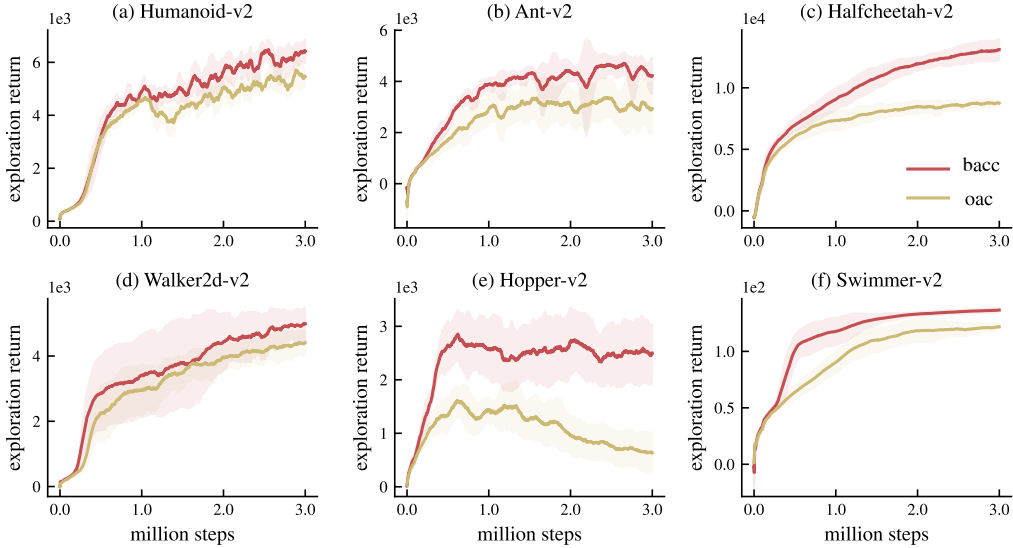 (a) Humanoid-v2
1e3
exploration return
6
4
2
0
0.0 1.0 2.0 3.0
(b) Ant-v2
1e3
exploration return
6
4
2
0
0.0 1.0 2.0 3.0
(c) Halfcheetah-v2
1e4
exploration return
1.0
0.5
0.0
0.0 1.0 2.0 3.0
bacc
oac
(d) Walker2d-v2
1e3
exploration return
4
2
0
0.0 1.0 2.0 3.0
million steps
(e) Hopper-v2
1e3
exploration return
3
2
1
0
0.0 1.0 2.0 3.0
million steps
(f) Swimmer-v2
1e2
exploration return
1.0
0.5
0.0
0.0 1.0 2.0 3.0
million steps